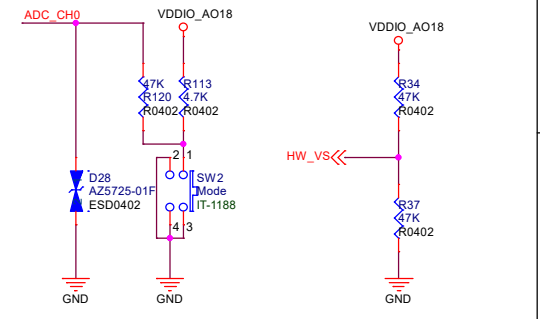 ADC_CH0
VDDIO_AO18
47K
R120
R0402
R113
4.7K
R0402
2 1
D28
AZ5725-01F
ESD0402
SW2
Mode
IT-1188
4 3
GND
GND
VDDIO_AO18
R34
47K
R0402
HW_VS
R37
47K
R0402
GND